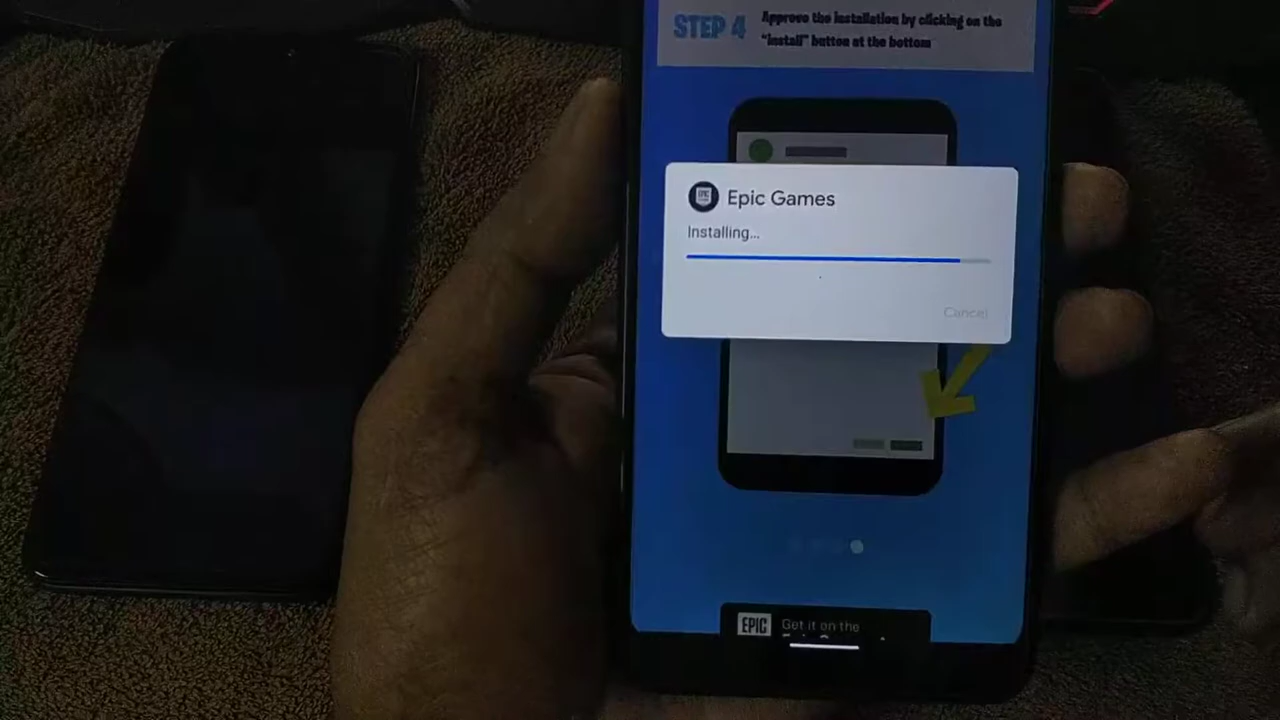 STEP 4
Approve the installation by clicking on the
"install" button at the bottom
EPIC
Epic Games
Installing...
Cancel
EPIC
Get it on the